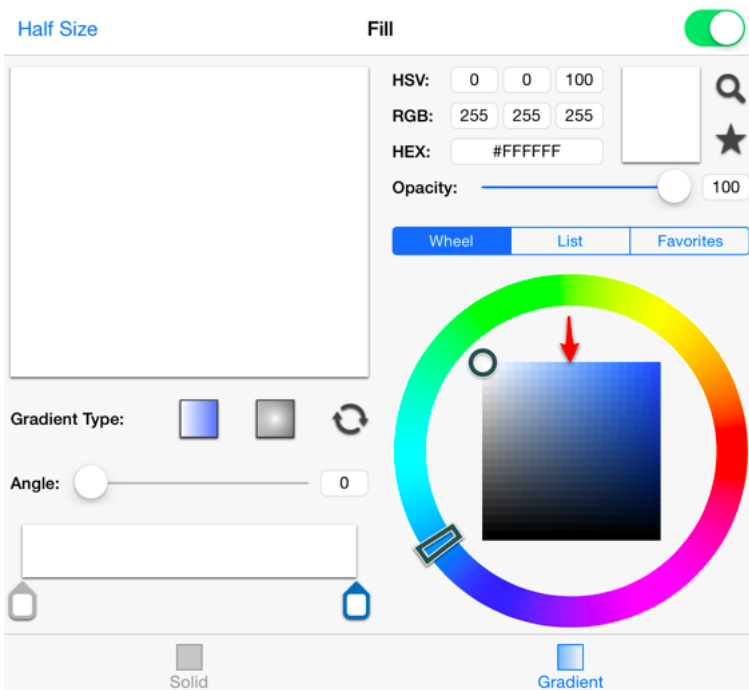 Half Size
Fill
HSV: 0 0 100
RGB: 255 255 255
HEX: #FFFFFF
Opacity: 100
Wheel List Favorites
Gradient Type:
Angle: 0
Solid
Gradient